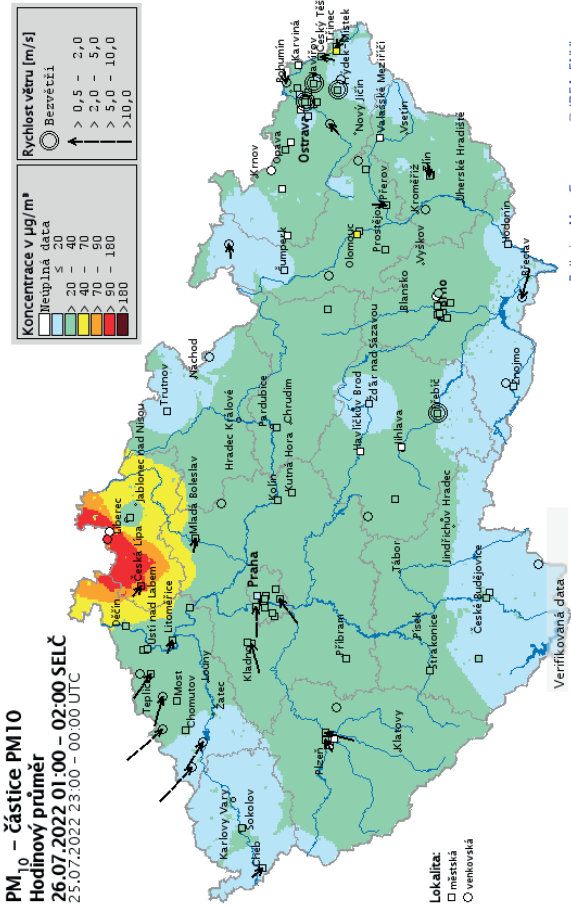 PM10 – částice PM10
Hodinový průměr
26.07.2022 01:00 – 02:00 SELČ
25.07.2022 23:00 – 00:00 UTC
Koncentrace v µg/m³
Neúplná data
≤ 20
> 20 - 40
> 40 - 70
> 70 - 90
> 90 - 180
>180
Rychlost větru [m/s]
Bezvětří
> 0,5 – 2,0
> 2,0 – 5,0
> 5,0 – 10,0
>10,0
Děčín
Ústí nad Labem
Teplice
Most
Chomutov
Litoměřice
Louny
Žatec
Česká Lípa
Liberec
Jablonec nad Nisou
Mladá Boleslav
Trutnov
Náchod
Hradec Králové
Pardubice
Chrudim
Kolín
Kutná Hora
Praha
Kladno
Karlovy Vary
Sokolov
Cheb
Plzeň
Klatovy
Příbram
Písek
Strakonice
Tábor
České Budějovice
Jindřichův Hradec
Havlíčkův Brod
Žďár nad Sázavou
Jihlava
Třebíč
Znojmo
Brno
Blansko
Vyškov
Břeclav
Hodonín
Uherské Hradiště
Zlín
Kroměříž
Přerov
Prostějov
Olomouc
Šumperk
Krnov
Opava
Ostrava
Bohumín
Karviná
Havířov
Český Těš
Třinec
Frýdek-Místek
Nový Jičín
Valašské Meziříčí
Vsetín
Lokalita:
městská
venkovská
Verifikovaná data